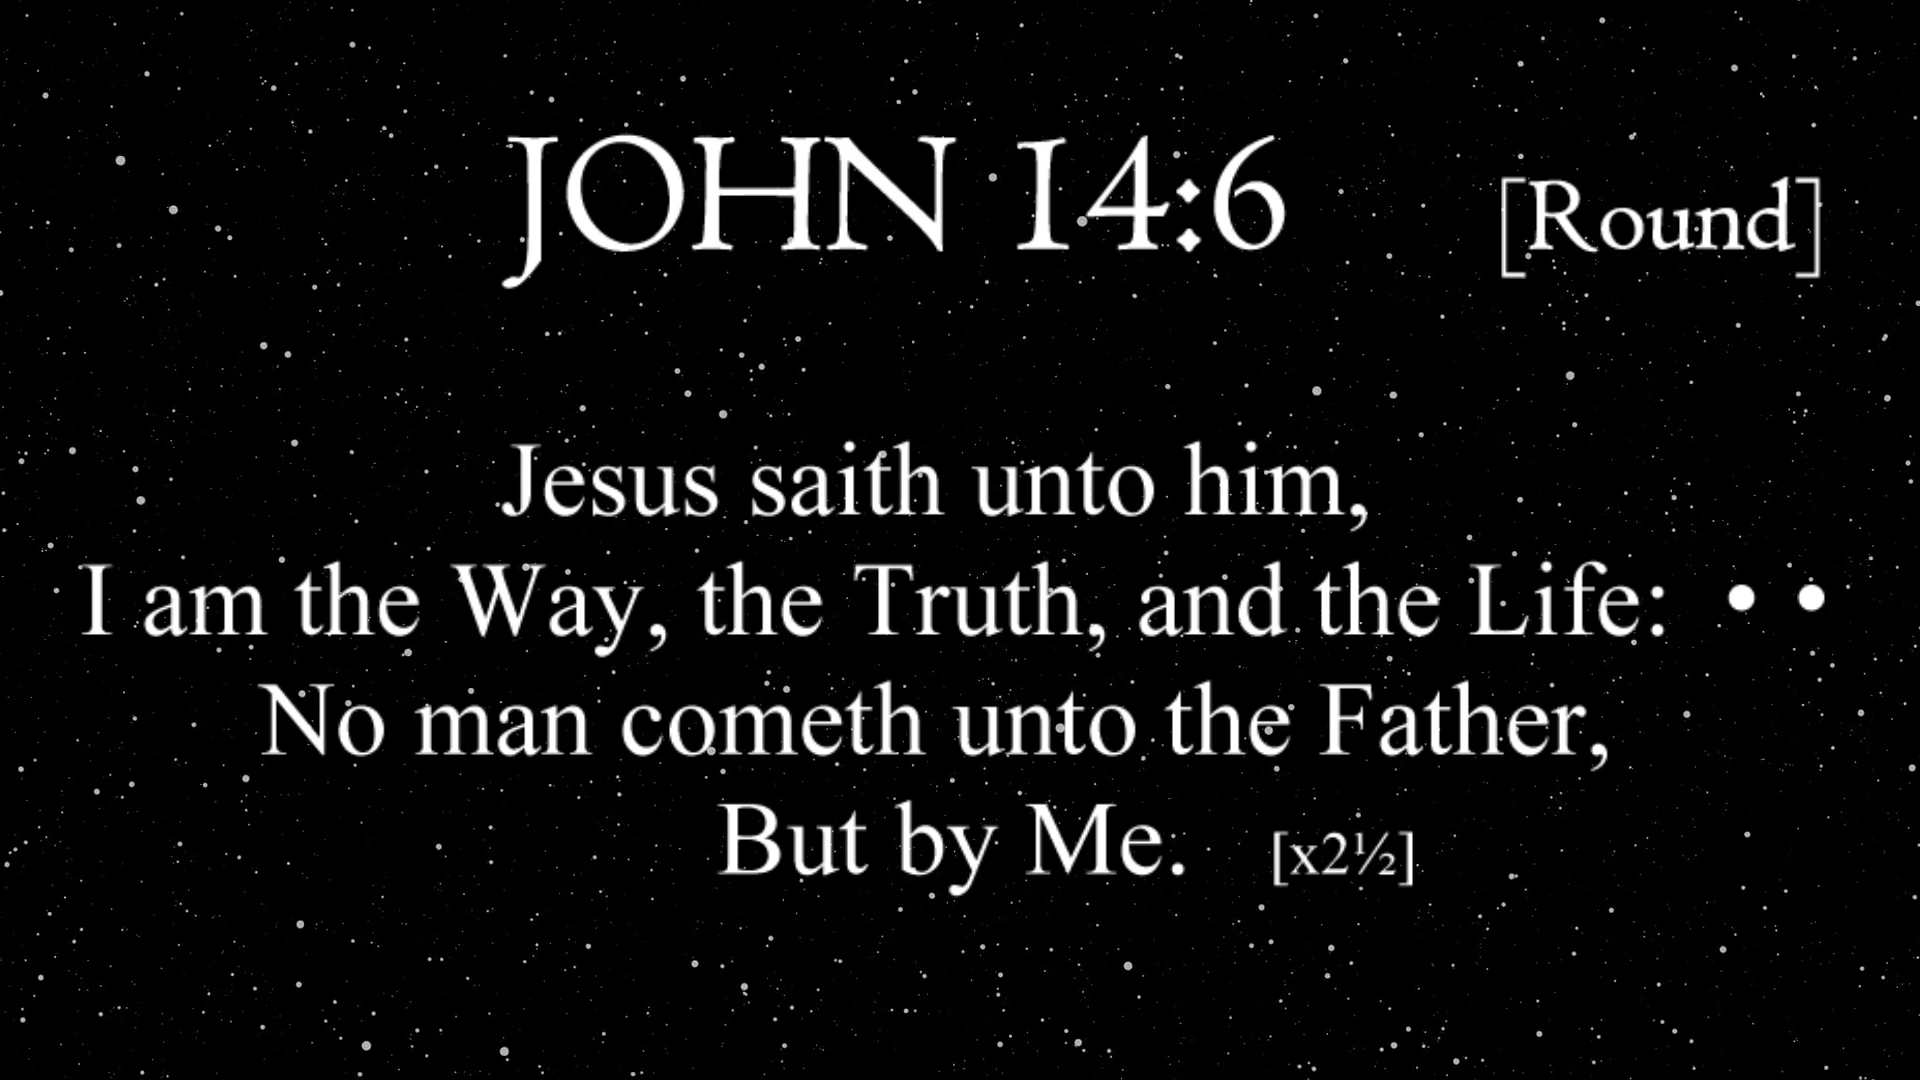 JOHN 14:6 [Round]
Jesus saith unto him,
I am the Way, the Truth, and the Life: • •
No man cometh unto the Father,
But by Me. [x2½]